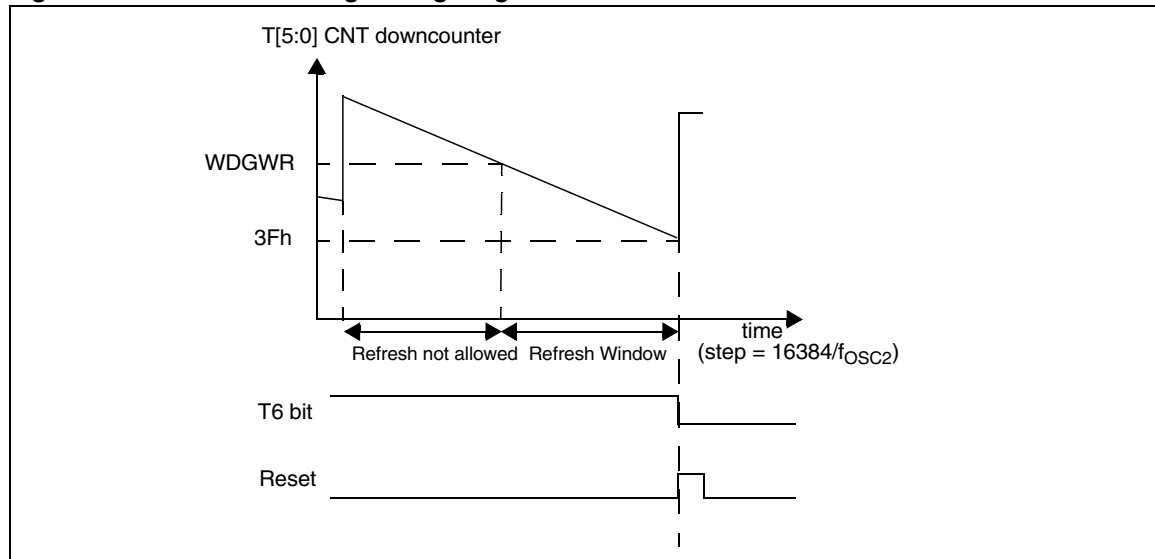 T[5:0] CNT downcounter
WDGWR
3Fh
time
Refresh not allowed Refresh Window (step = 16384/fOSC2)
T6 bit
Reset